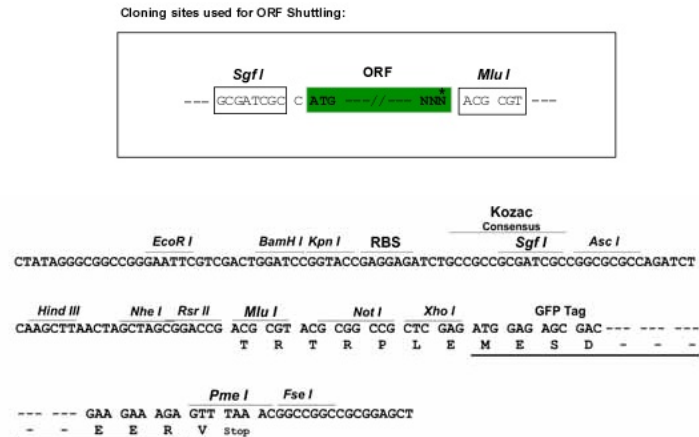 Cloning sites used for ORF Shuttling:
Sgf I ORF Mlu I
--- GCGATCGC C ATG ---//--- NNN * ACG CGT ---
Kozac
Consensus
EcoR I BamH I Kpn I RBS Sgf I Asc I
CTATAGGGCGGCCGGGAATTCGTCGACTGGATCCGGTACCGAGGAGATCTGCCGCCGCGATCGCCGGCGCGCCAGATCT
Hind III Nhe I Rsr II Mlu I Not I Xho I GFP Tag
CAAGCTTAACTAGCTAGCGGACCG ACG CGT ACG CGG CCG CTC GAG ATG GAG AGC GAC--- --- ---
T R T R P L E M E S D - - -
Pme I Fse I
--- --- GAA GAA AGA GTT TAA ACGGCCGGCCGCGGAGCT
- - E E R V Stop